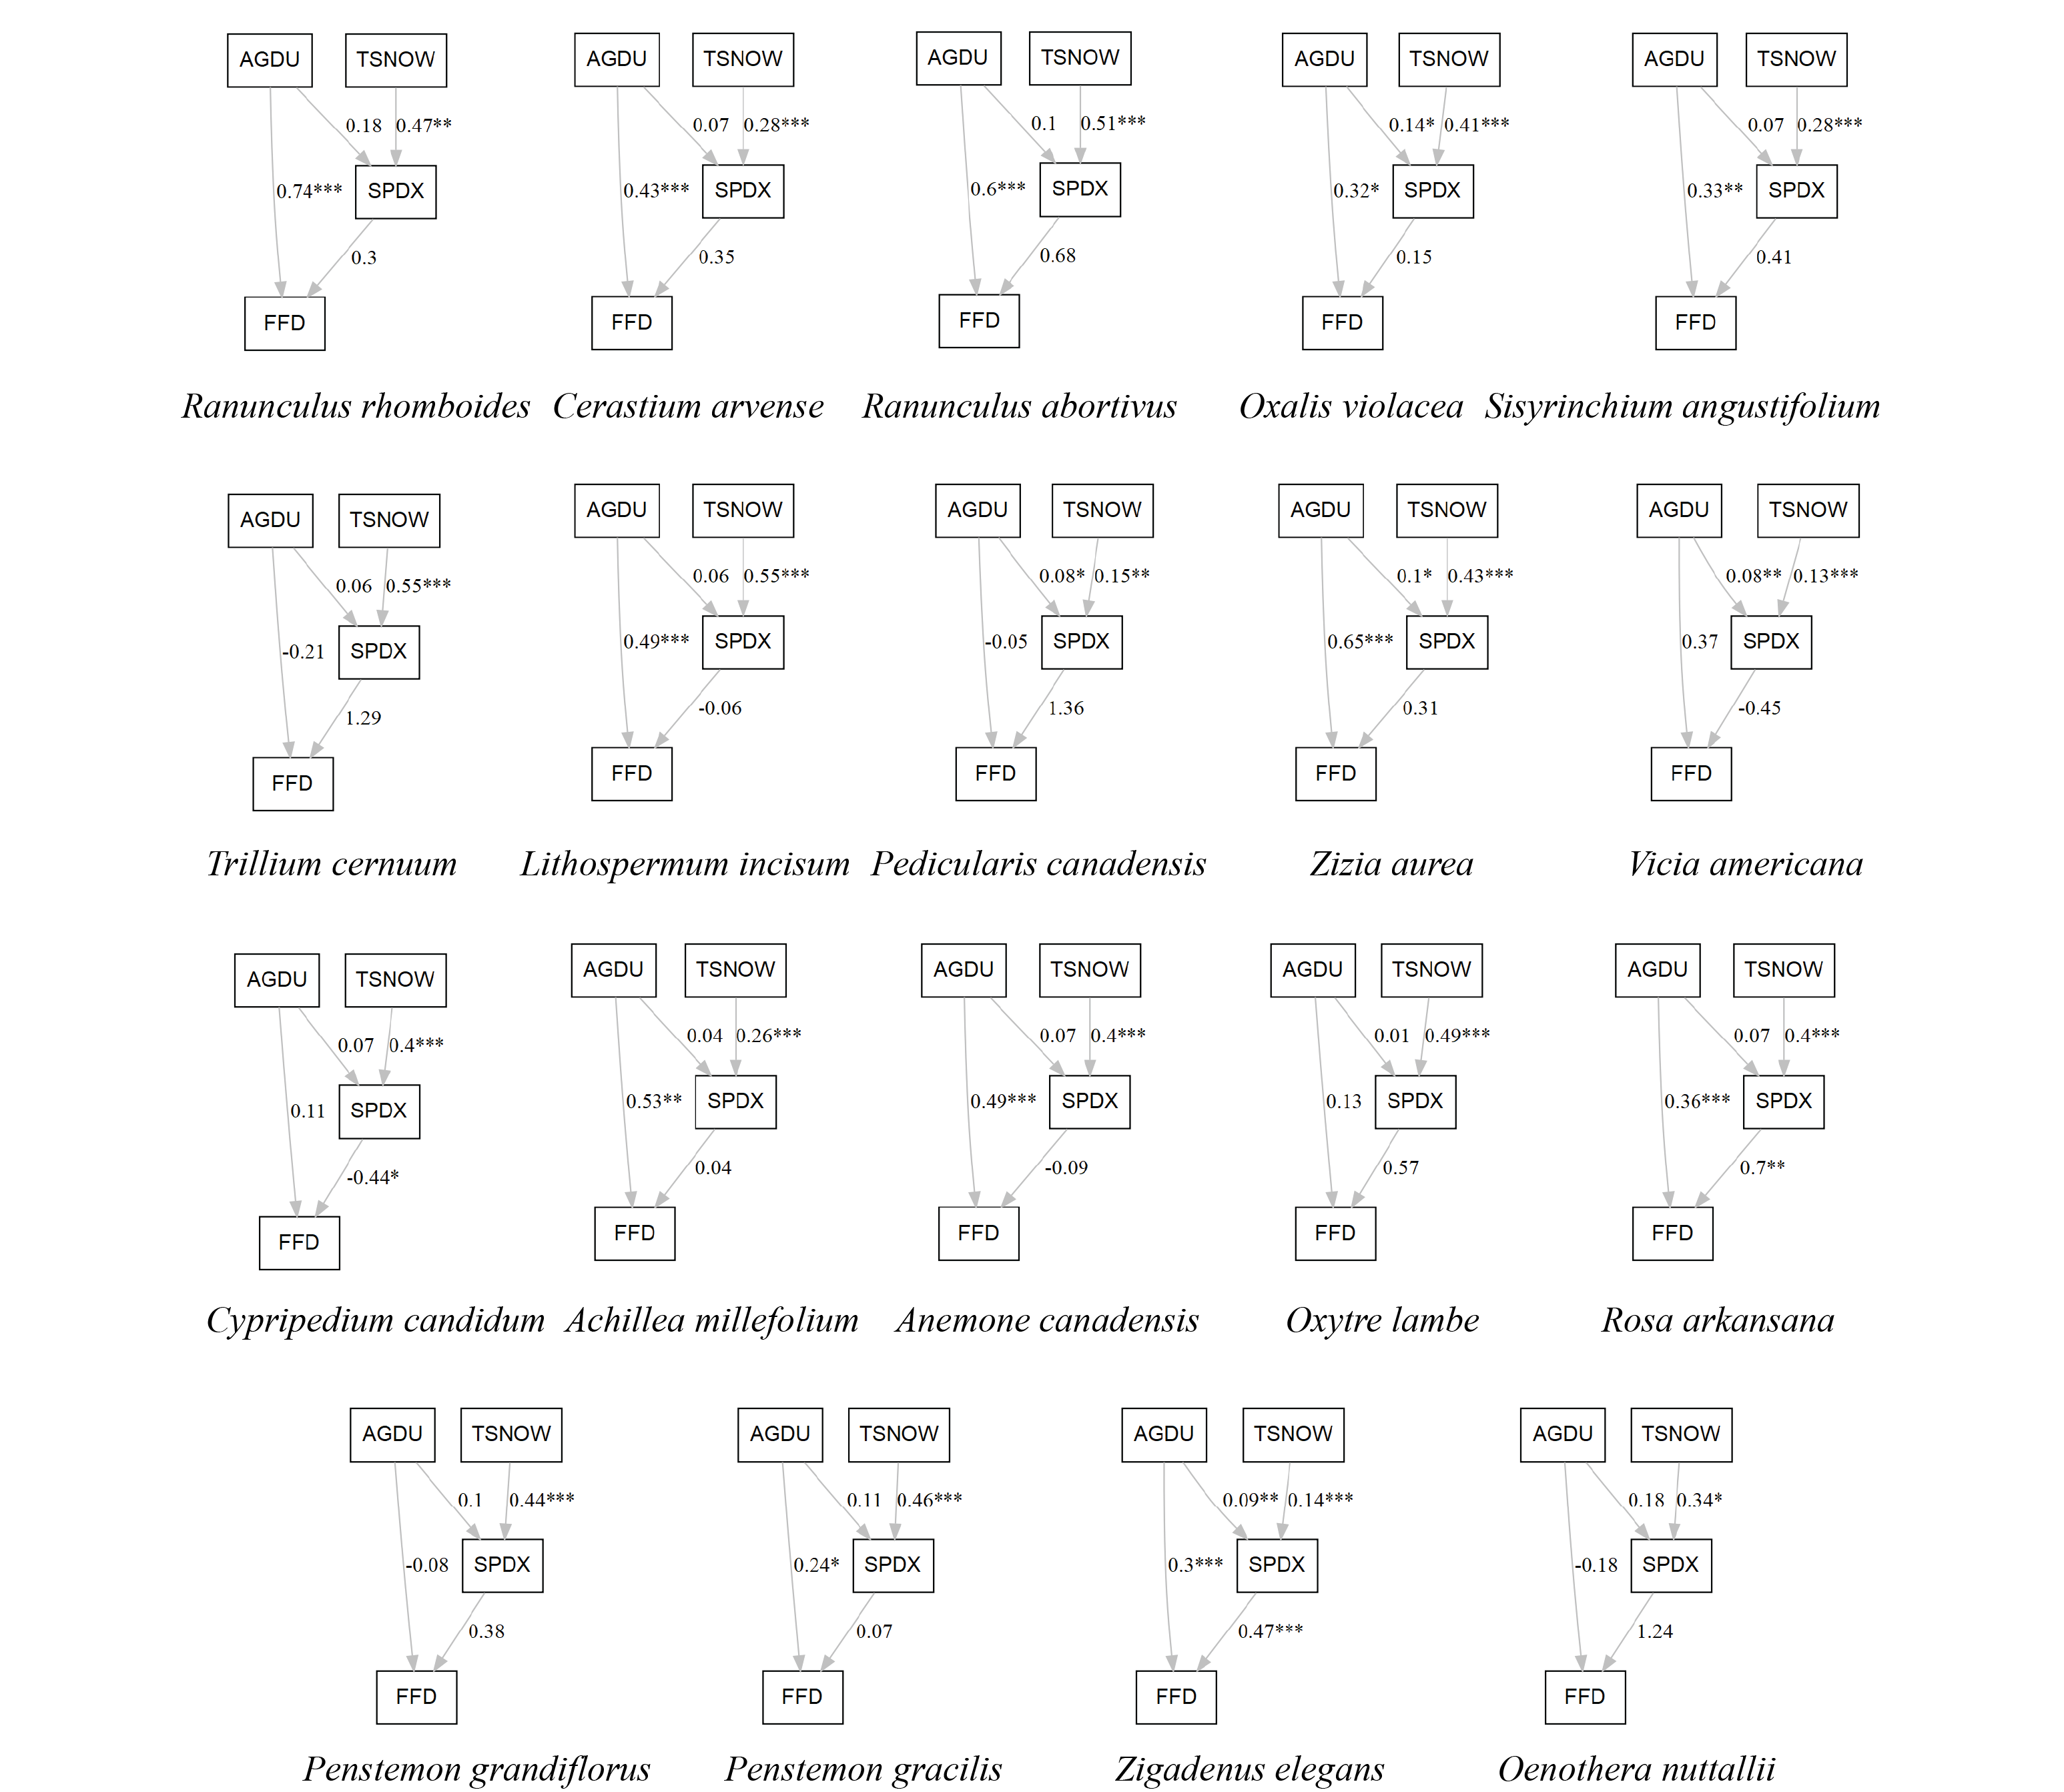 AGDU TSNOW AGDU TSNOW AGDU TSNOW AGDU TSNOW AGDU TSNOW
0.18 0.47** 0.07 0.28*** 0.1 0.51*** 0.14* 0.41*** 0.07 0.28***
0.74*** SPDX 0.43*** SPDX 0.6*** SPDX 0.32* SPDX 0.33** SPDX
0.3 0.35 0.68 0.15 0.41
FFD FFD FFD FFD FFD
Ranunculus rhomboides Cerastium arvense Ranunculus abortivus Oxalis violacea Sisyrinchium angustifolium
AGDU TSNOW AGDU TSNOW AGDU TSNOW AGDU TSNOW AGDU TSNOW
0.06 0.55*** 0.06 0.55*** 0.08* 0.15** 0.1* 0.43*** 0.08** 0.13***
-0.21 SPDX 0.49*** SPDX -0.05 SPDX 0.65*** SPDX 0.37 SPDX
1.29 -0.06 1.36 0.31 -0.45
FFD FFD FFD FFD FFD
Trillium cernuum Lithospermum incisum Pedicularis canadensis Zizia aurea Vicia americana
AGDU TSNOW AGDU TSNOW AGDU TSNOW AGDU TSNOW AGDU TSNOW
0.07 0.4*** 0.04 0.26*** 0.07 0.4*** 0.01 0.49*** 0.07 0.4***
0.11 SPDX 0.53** SPDX 0.49*** SPDX 0.13 SPDX 0.36*** SPDX
-0.44* 0.04 -0.09 0.57 0.7**
FFD FFD FFD FFD FFD
Cypripedium candidum Achillea millefolium Anemone canadensis Oxytre lambe Rosa arkansana
AGDU TSNOW AGDU TSNOW AGDU TSNOW AGDU TSNOW
0.1 0.44*** 0.11 0.46*** 0.09** 0.14*** 0.18 0.34*
-0.08 SPDX 0.24* SPDX 0.3*** SPDX -0.18 SPDX
0.38 0.07 0.47*** 1.24
FFD FFD FFD FFD
Penstemon grandiflorus Penstemon gracilis Zigadenus elegans Oenothera nuttallii